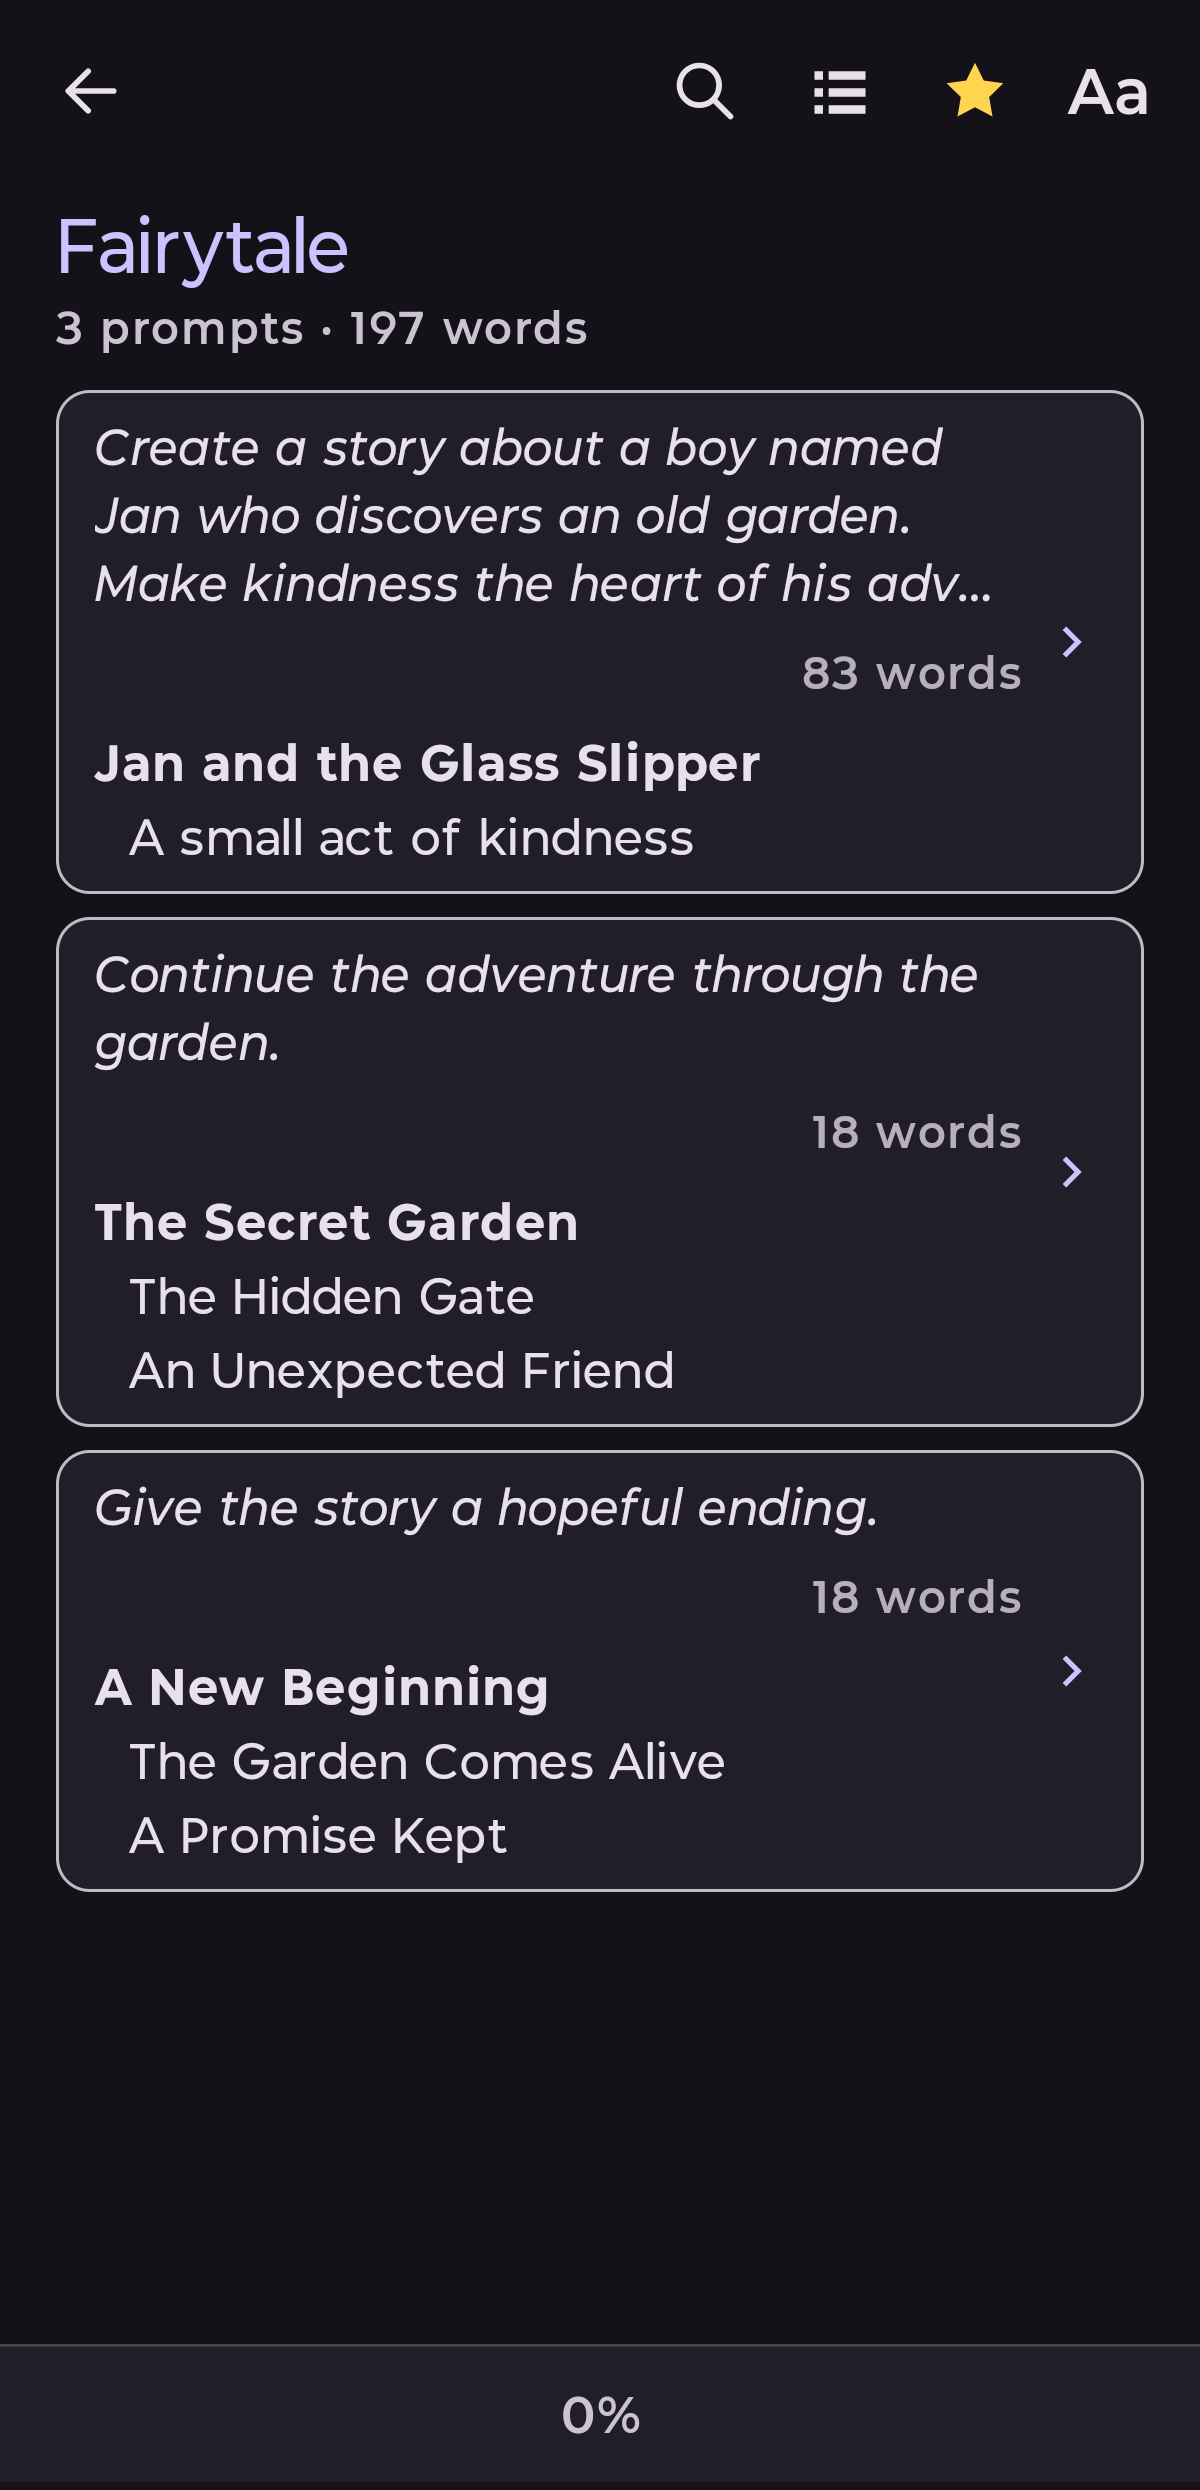 Aa
Fairytale
3 prompts · 197 words
Create a story about a boy named
Jan who discovers an old garden.
Make kindness the heart of his adv...
83 words
Jan and the Glass Slipper
A small act of kindness
Continue the adventure through the
garden.
18 words
The Secret Garden
The Hidden Gate
An Unexpected Friend
Give the story a hopeful ending.
18 words
A New Beginning
The Garden Comes Alive
A Promise Kept
0%